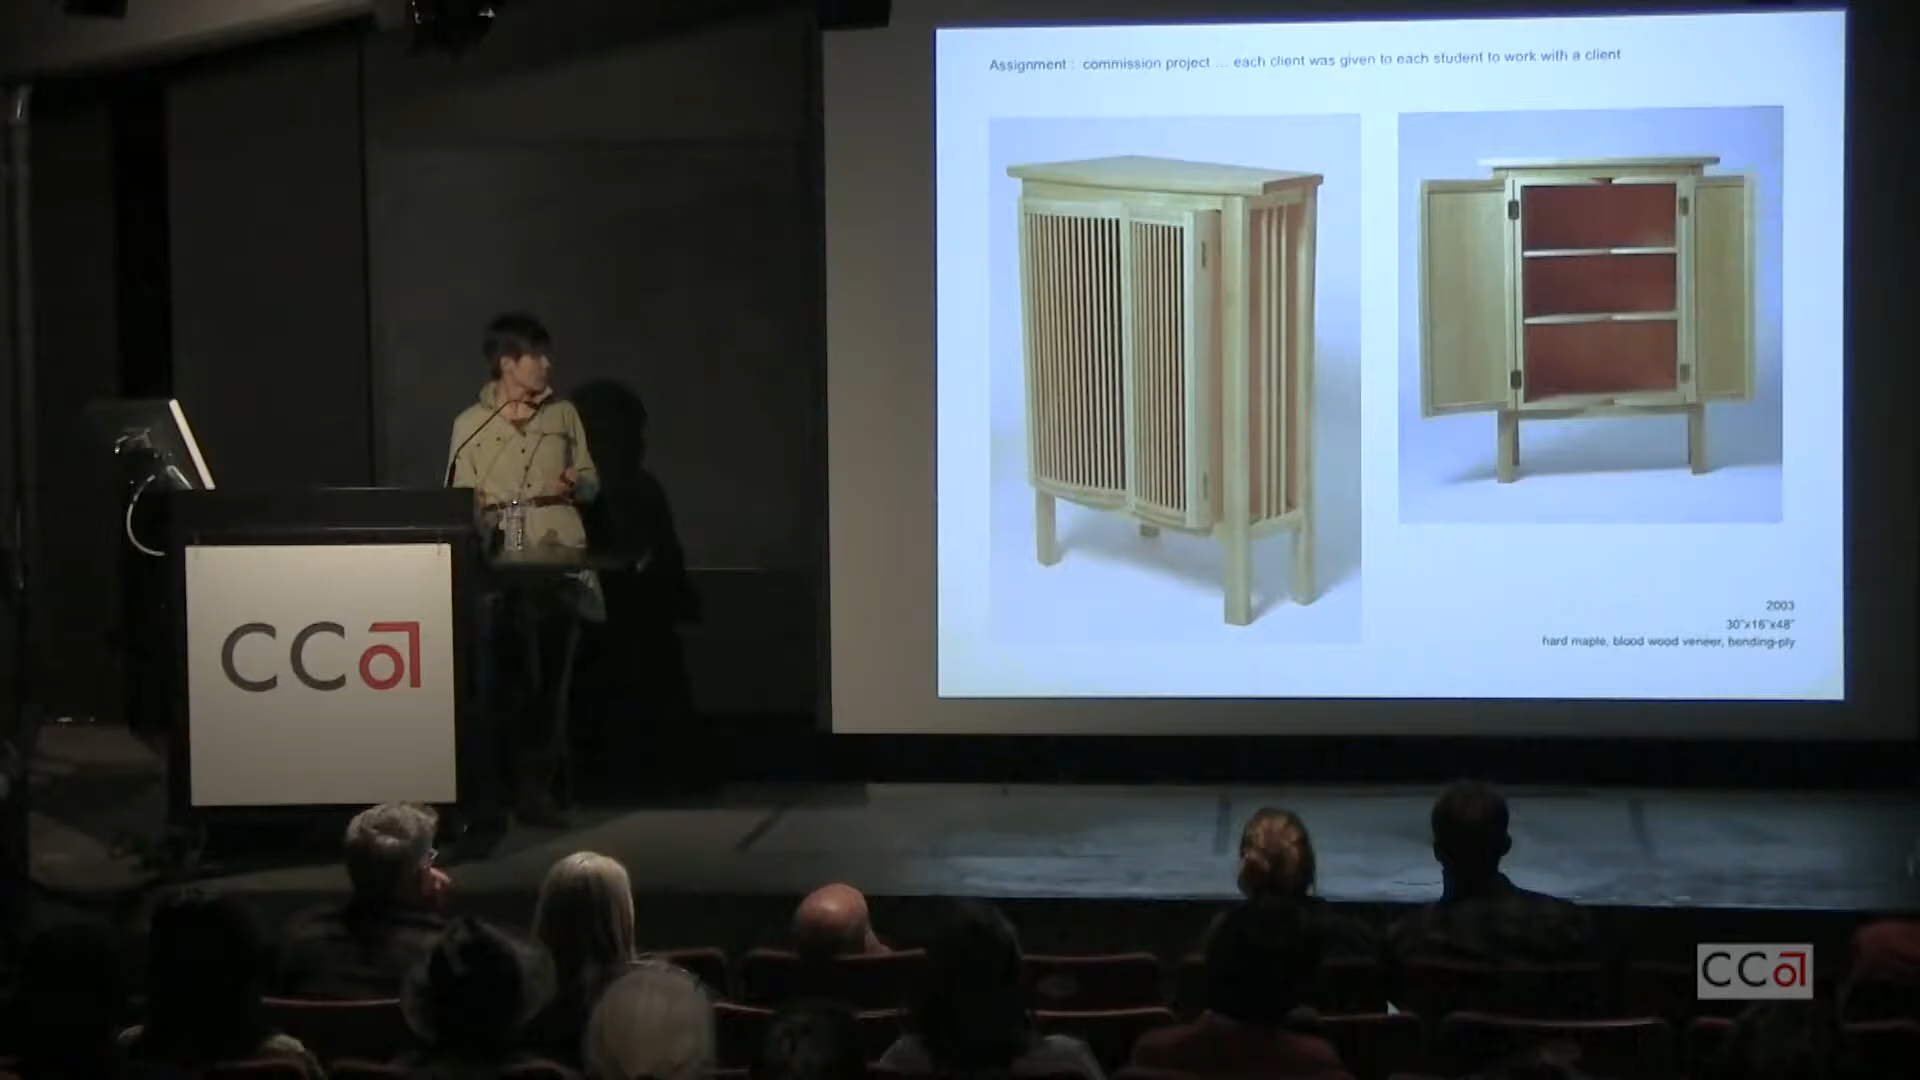 Assignment : commission project ... each client was given to each student to work with a client
2003
30"x16"x48"
hard maple, blood wood veneer, bending-ply
CCa
CCa